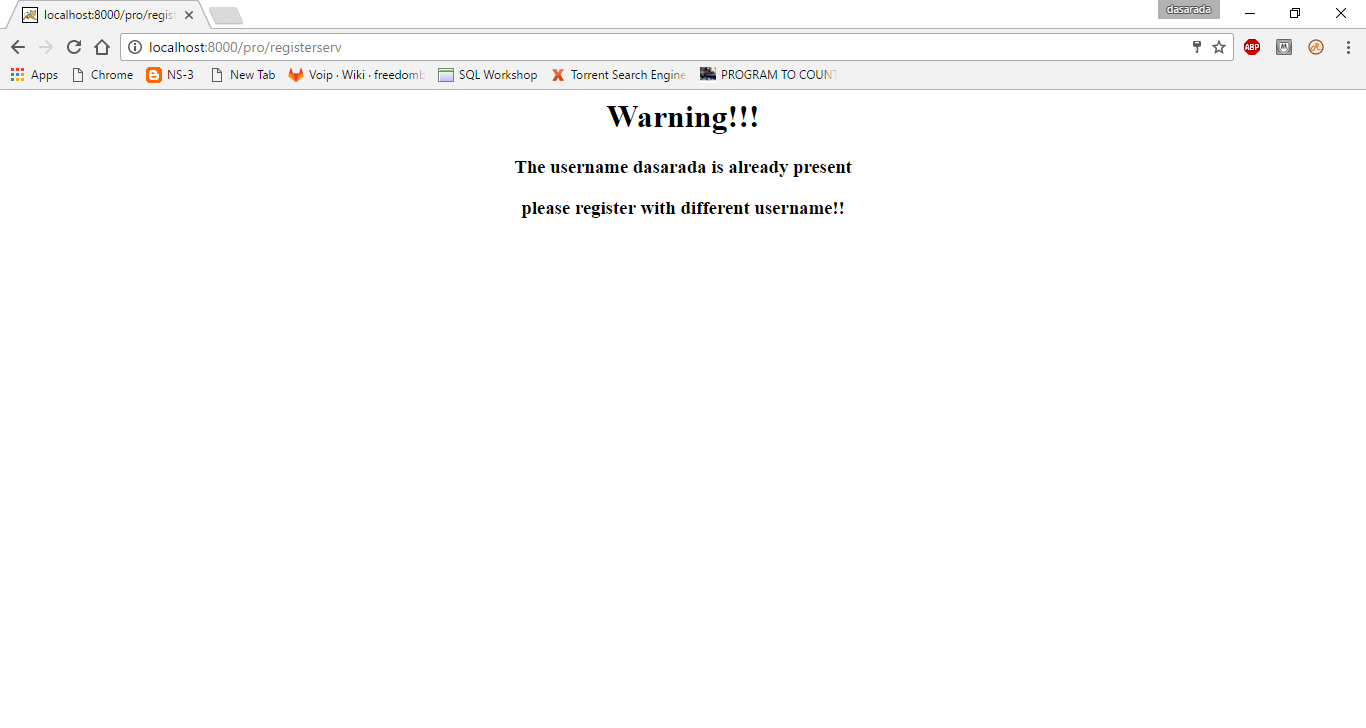 localhost:8000/pro/regist
dasarada
localhost:8000/pro/registerserv
ABP
Apps Chrome NS-3 New Tab Voip · Wiki · freedomb SQL Workshop Torrent Search Engine PROGRAM TO COUNT
Warning!!!
The username dasarada is already present
please register with different username!!